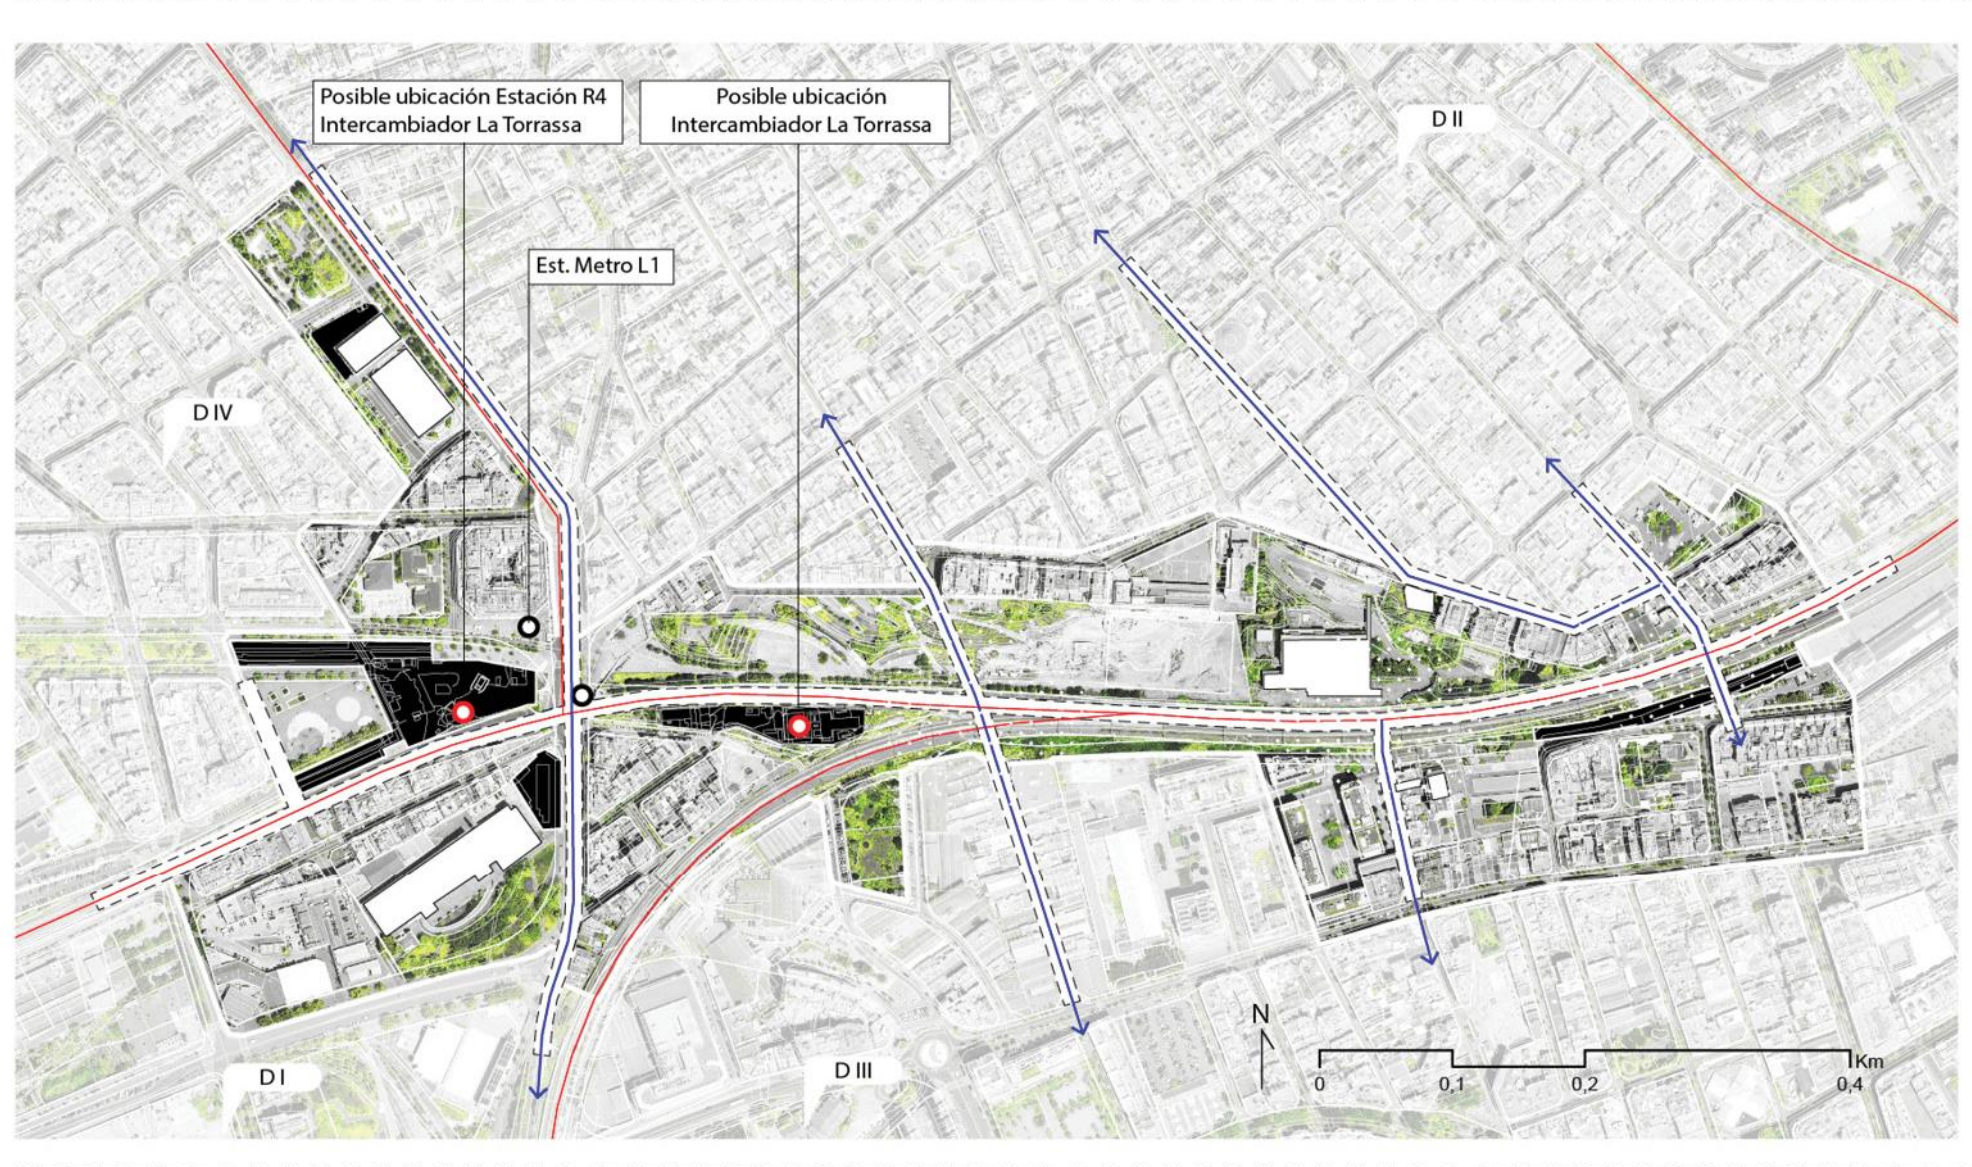 Posible ubicación Estación R4
Intercambiador La Torrassa
Posible ubicación
Intercambiador La Torrassa
D II
Est. Metro L1
D IV
N
Km
0
0,1
0,2
0,4
D I
D III